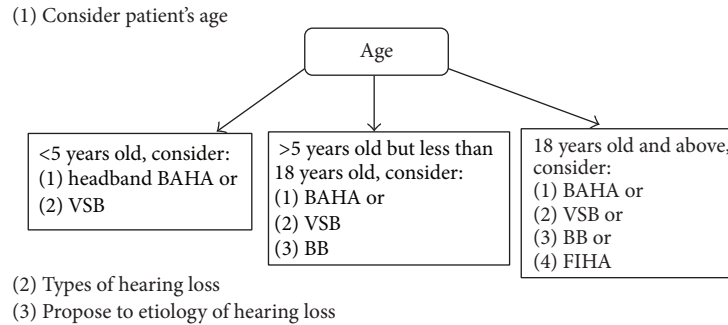 (1) Consider patient's age
Age
<5 years old, consider:
(1) headband BAHA or
(2) VSB
>5 years old but less than
18 years old, consider:
(1) BAHA or
(2) VSB
(3) BB
18 years old and above,
consider:
(1) BAHA or
(2) VSB or
(3) BB or
(4) FIHA
(2) Types of hearing loss
(3) Propose to etiology of hearing loss